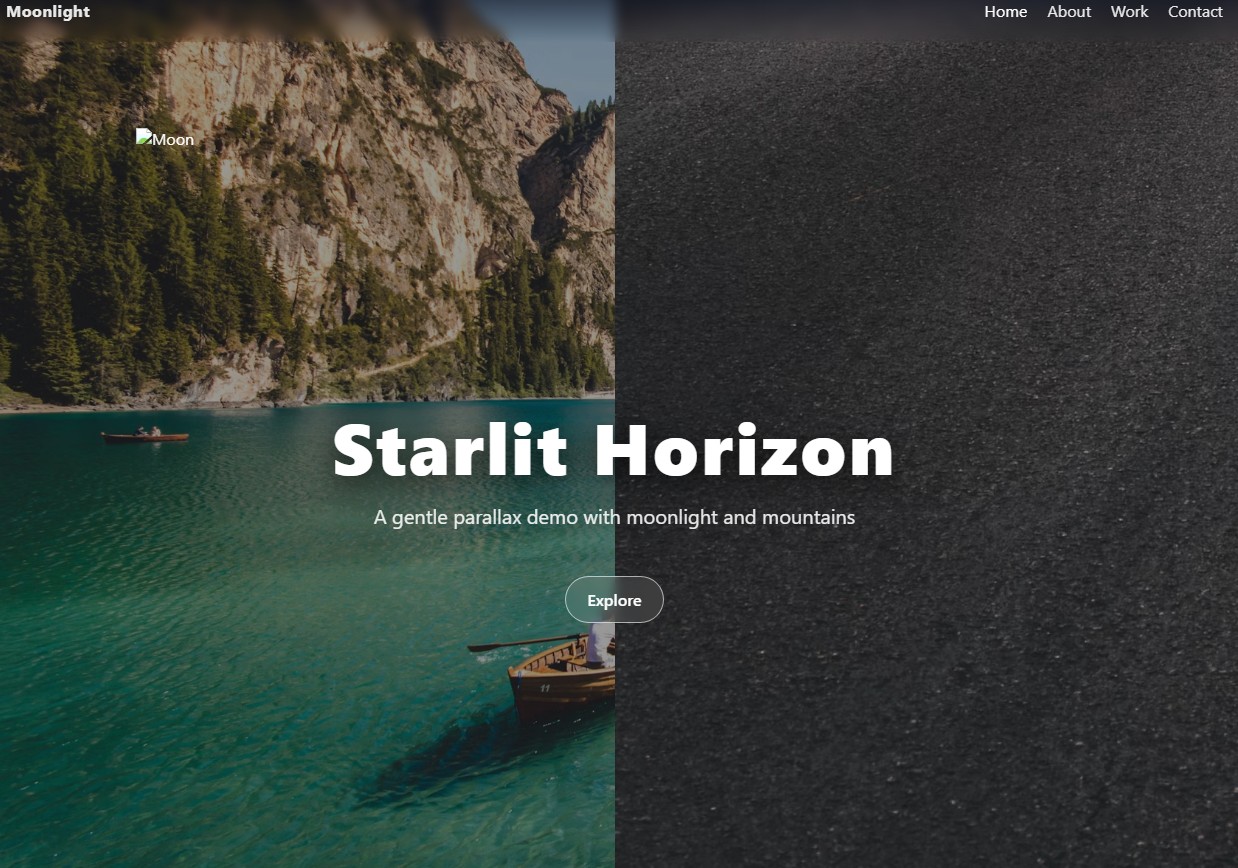 Moonlight
Home About Work Contact
Moon
Starlit Horizon
A gentle parallax demo with moonlight and mountains
Explore
11